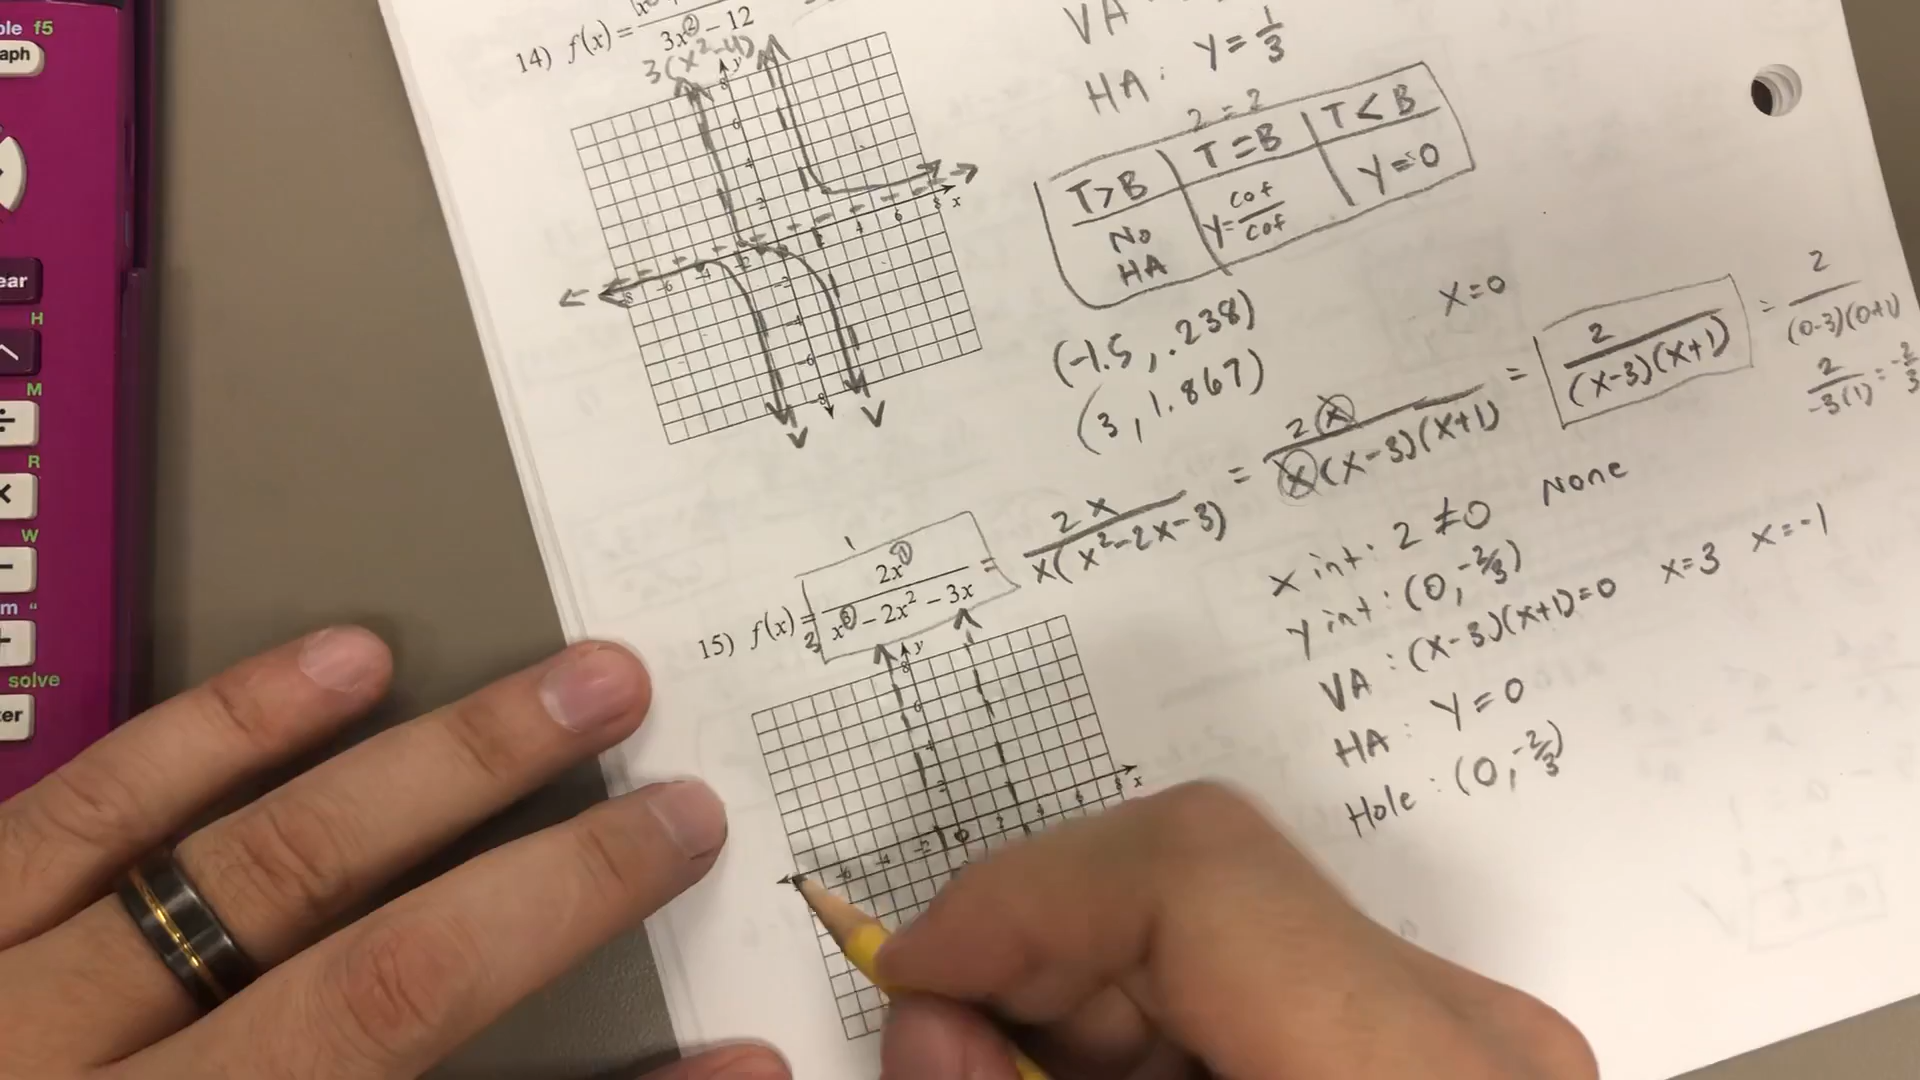 f5
H
M
R
W
solve
14) f(x) =
3x² – 12
3(x²-4)
VA
HA : Y = 1/3
2 = 2
T > B T = B T < B
No HA Y = cof/cof Y = 0
(-1.5, .238)
(3, 1.867)
X=0
15) f(x) = 2x / x³ – 2x² – 3x = 2x / x(x²-2x-3) = 2x / x(x-3)(x+1) = 2 / (x-3)(x+1) = 2 / (0-3)(0+1)
2 / -3(1) = -2/3
x int: 2 ≠ 0 None
y int: (0, -2/3)
VA : (x-3)(x+1)=0 x=3 x=-1
HA : Y = 0
Hole : (0, -2/3)